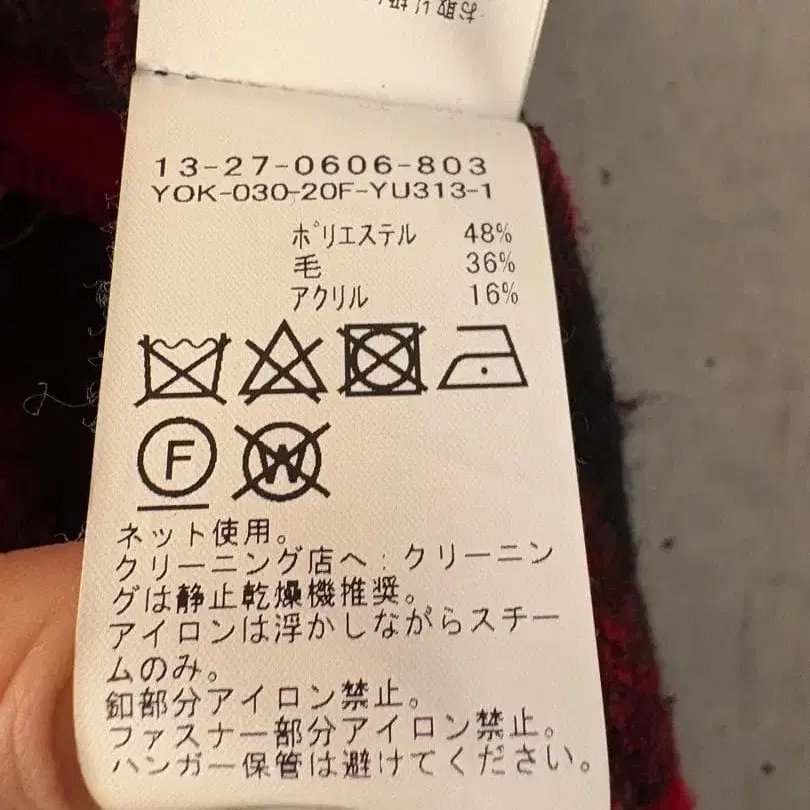 13-27-0606-803
YOK-030-20F-YU313-1
ポリエステル 48%
毛 36%
アクリル 16%
F W
ネット使用。
クリーニング店へ：クリーニン
グは静止乾燥機推奨。
アイロンは浮かしながらスチー
ムのみ。
釦部分アイロン禁止。
ファスナー部分アイロン禁止。
ハンガー保管は避けてください。